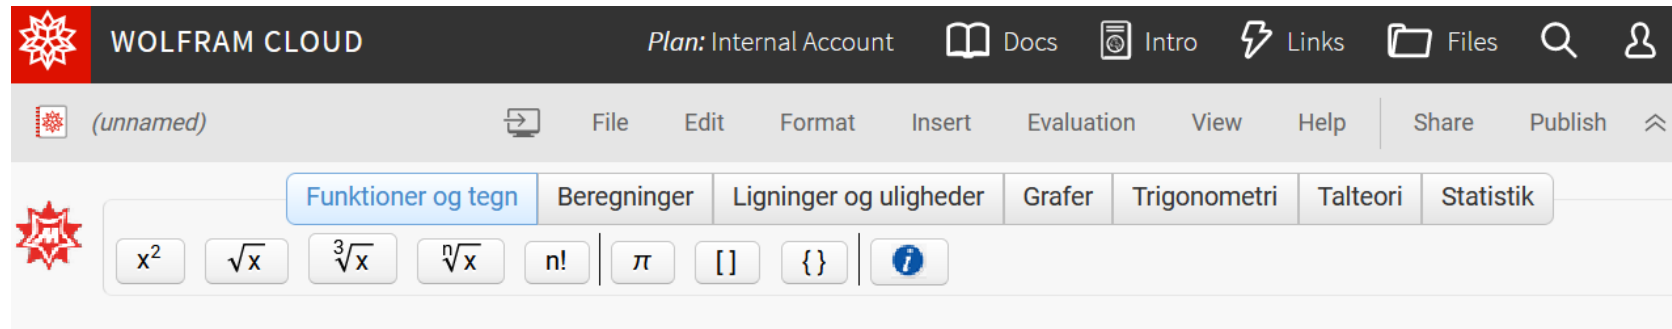 WOLFRAM CLOUD Plan: Internal Account Docs Intro Links Files
(unnamed) File Edit Format Insert Evaluation View Help Share Publish
Funktioner og tegn Beregninger Ligninger og uligheder Grafer Trigonometri Talteori Statistik
x² √x ∛x ⁿ√x n! π [ ] { } i